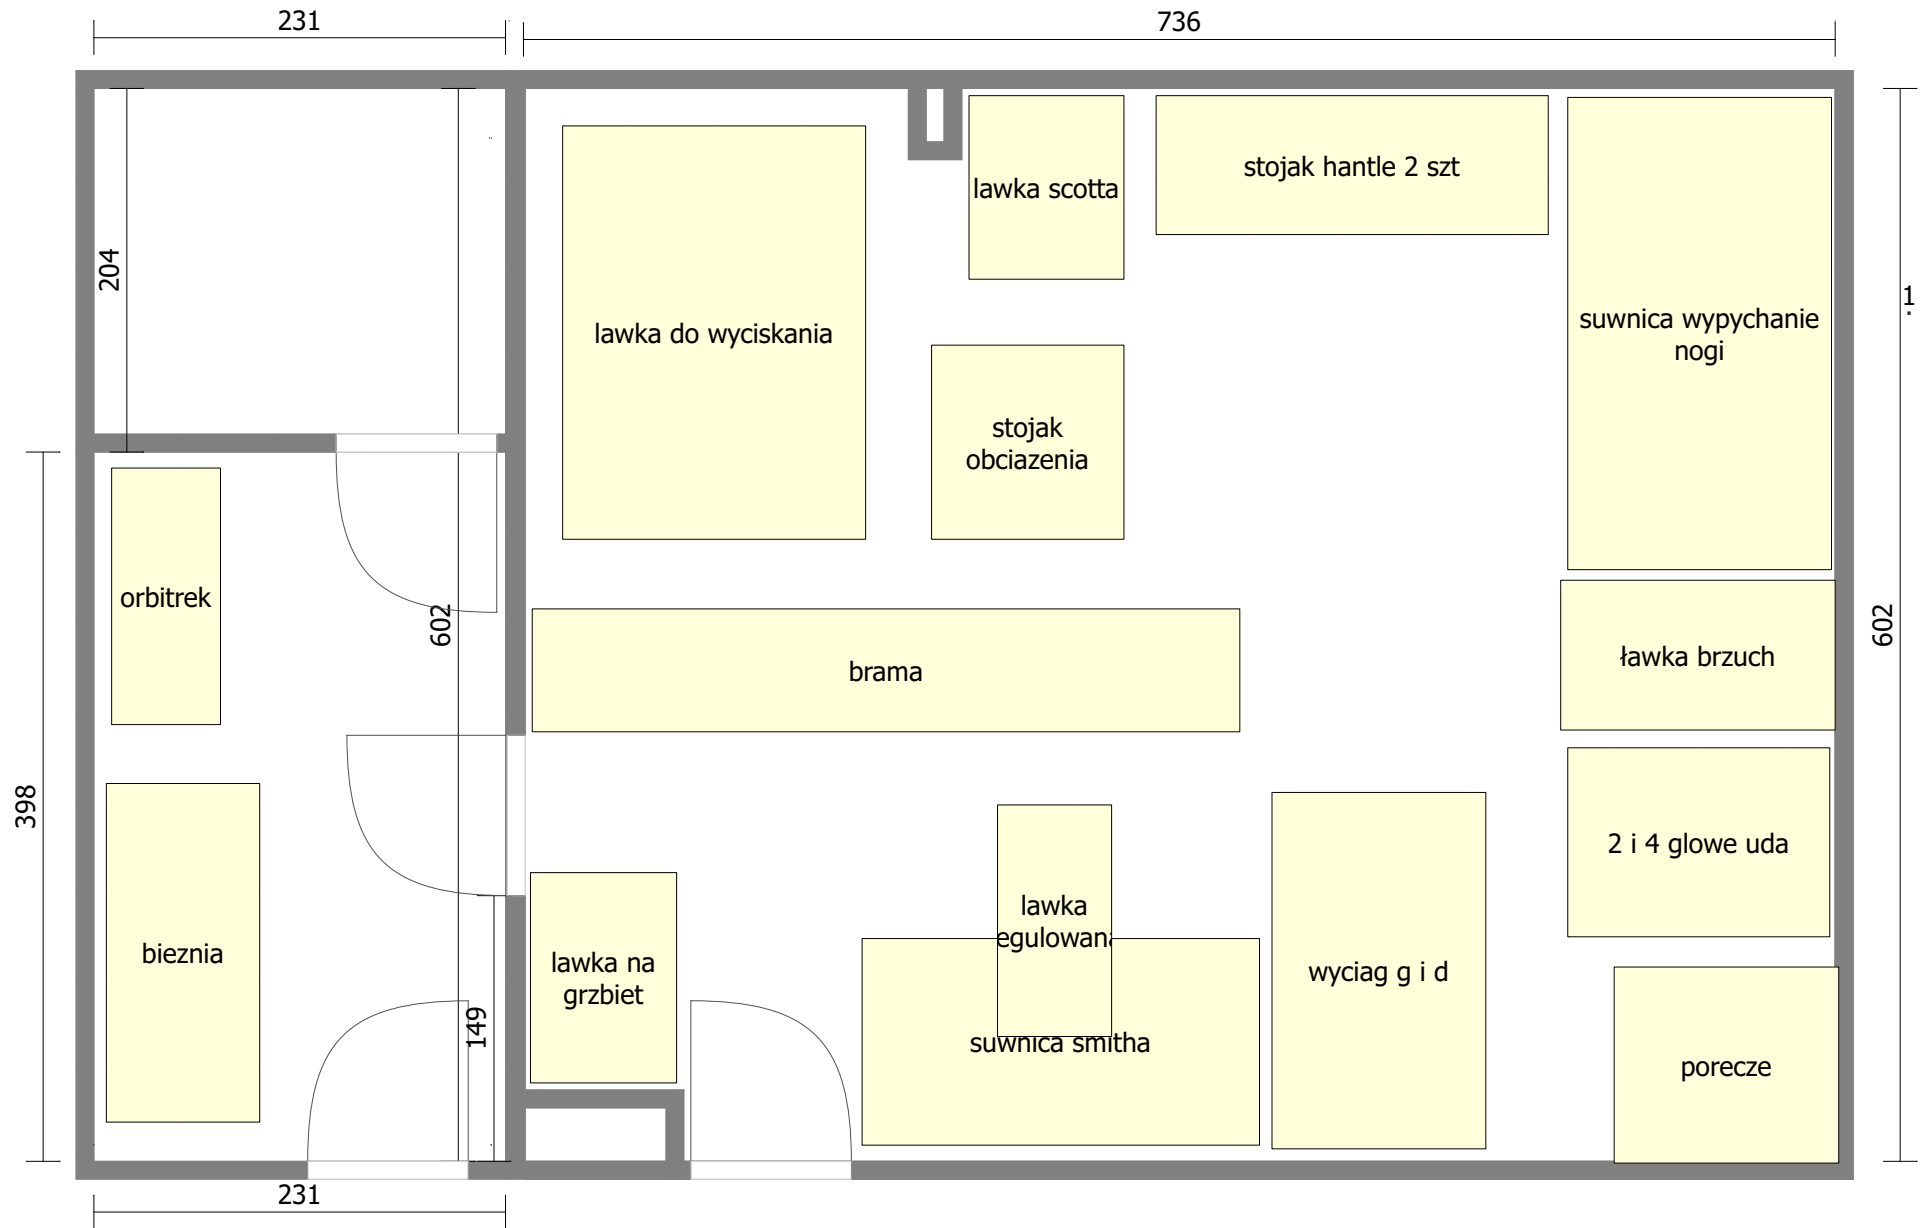 231
736
204
602
398
149
231
602
1
lawka do wyciskania
lawka scotta
stojak hantle 2 szt
suwnica wypychanie
nogi
stojak
obciazenia
orbitrek
brama
ławka brzuch
2 i 4 glowe uda
bieznia
lawka na
grzbiet
lawka
egulowan
suwnica smitha
wyciag g i d
porecze